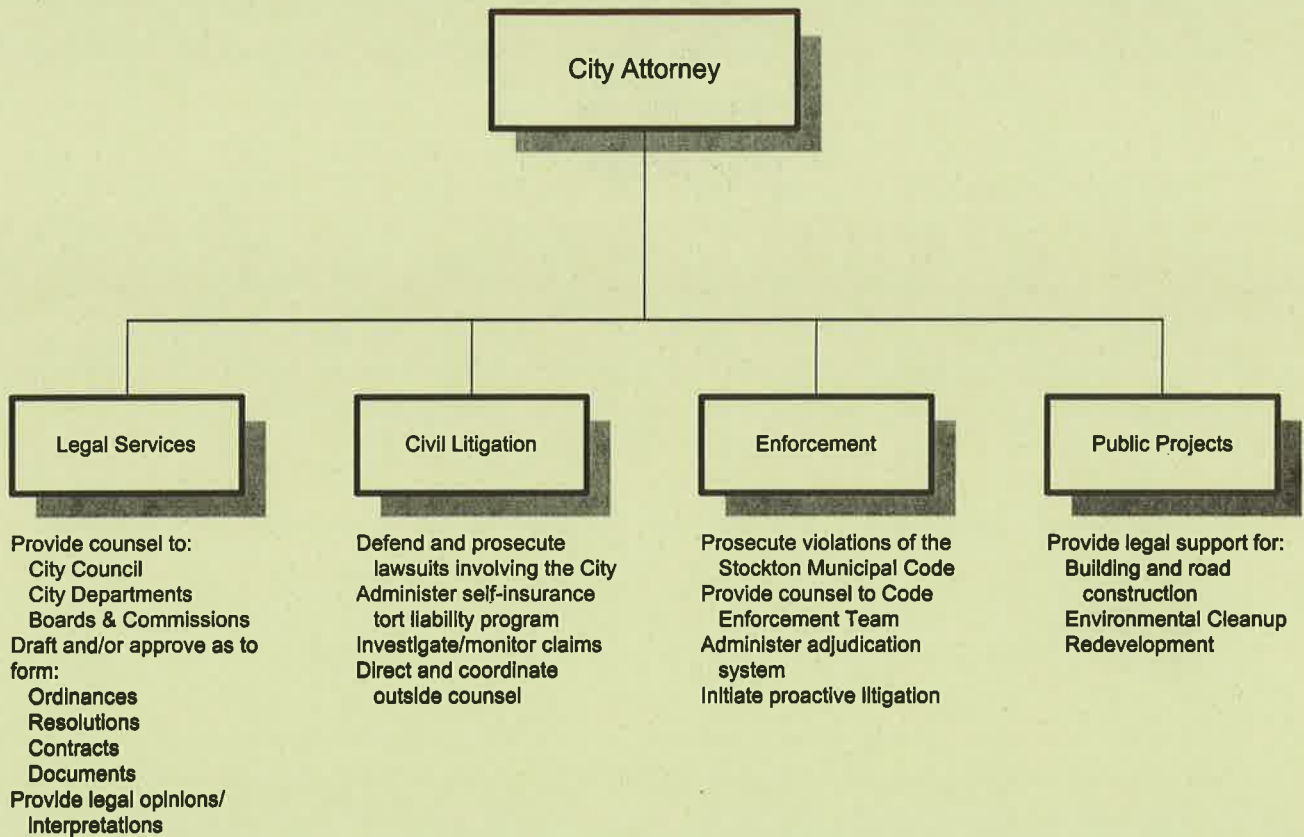 City Attorney
Legal Services
Provide counsel to:
City Council
City Departments
Boards & Commissions
Draft and/or approve as to
form:
Ordinances
Resolutions
Contracts
Documents
Provide legal opinions/
interpretations
Civil Litigation
Defend and prosecute
lawsuits involving the City
Administer self-insurance
tort liability program
Investigate/monitor claims
Direct and coordinate
outside counsel
Enforcement
Prosecute violations of the
Stockton Municipal Code
Provide counsel to Code
Enforcement Team
Administer adjudication
system
Initiate proactive litigation
Public Projects
Provide legal support for:
Building and road
construction
Environmental Cleanup
Redevelopment